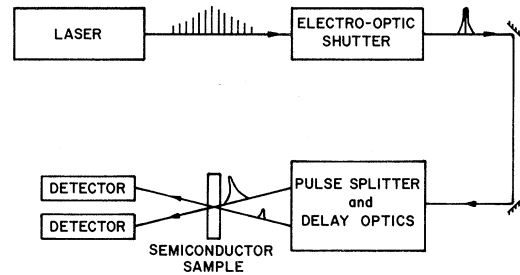 LASER
ELECTRO-OPTIC
SHUTTER
DETECTOR
DETECTOR
PULSE SPLITTER
and
DELAY OPTICS
SEMICONDUCTOR
SAMPLE